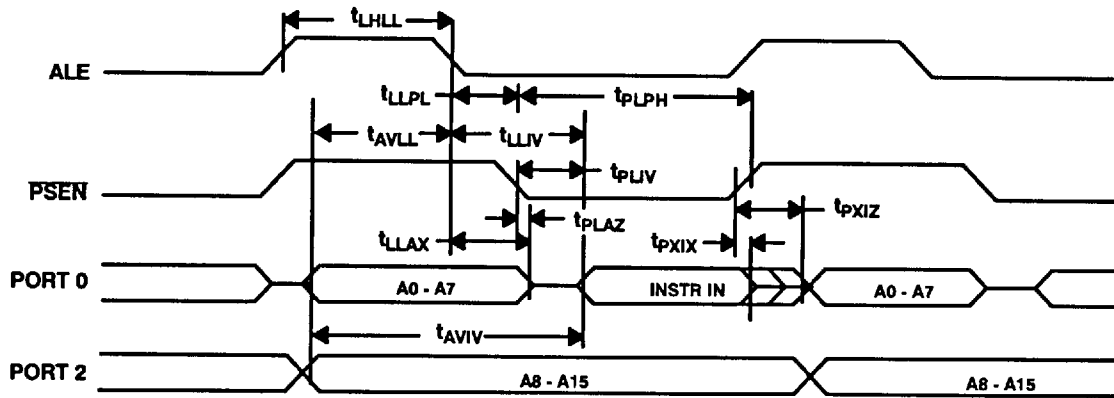 tLHLL
ALE
tLLPL
tPLPH
tAVLL
tLLIV
PSEN
tPLIV
tPLAZ
tPXIZ
tLLAX
tPXIX
PORT 0
A0 - A7
INSTR IN
A0 - A7
tAVIV
PORT 2
A8 - A15
A8 - A15